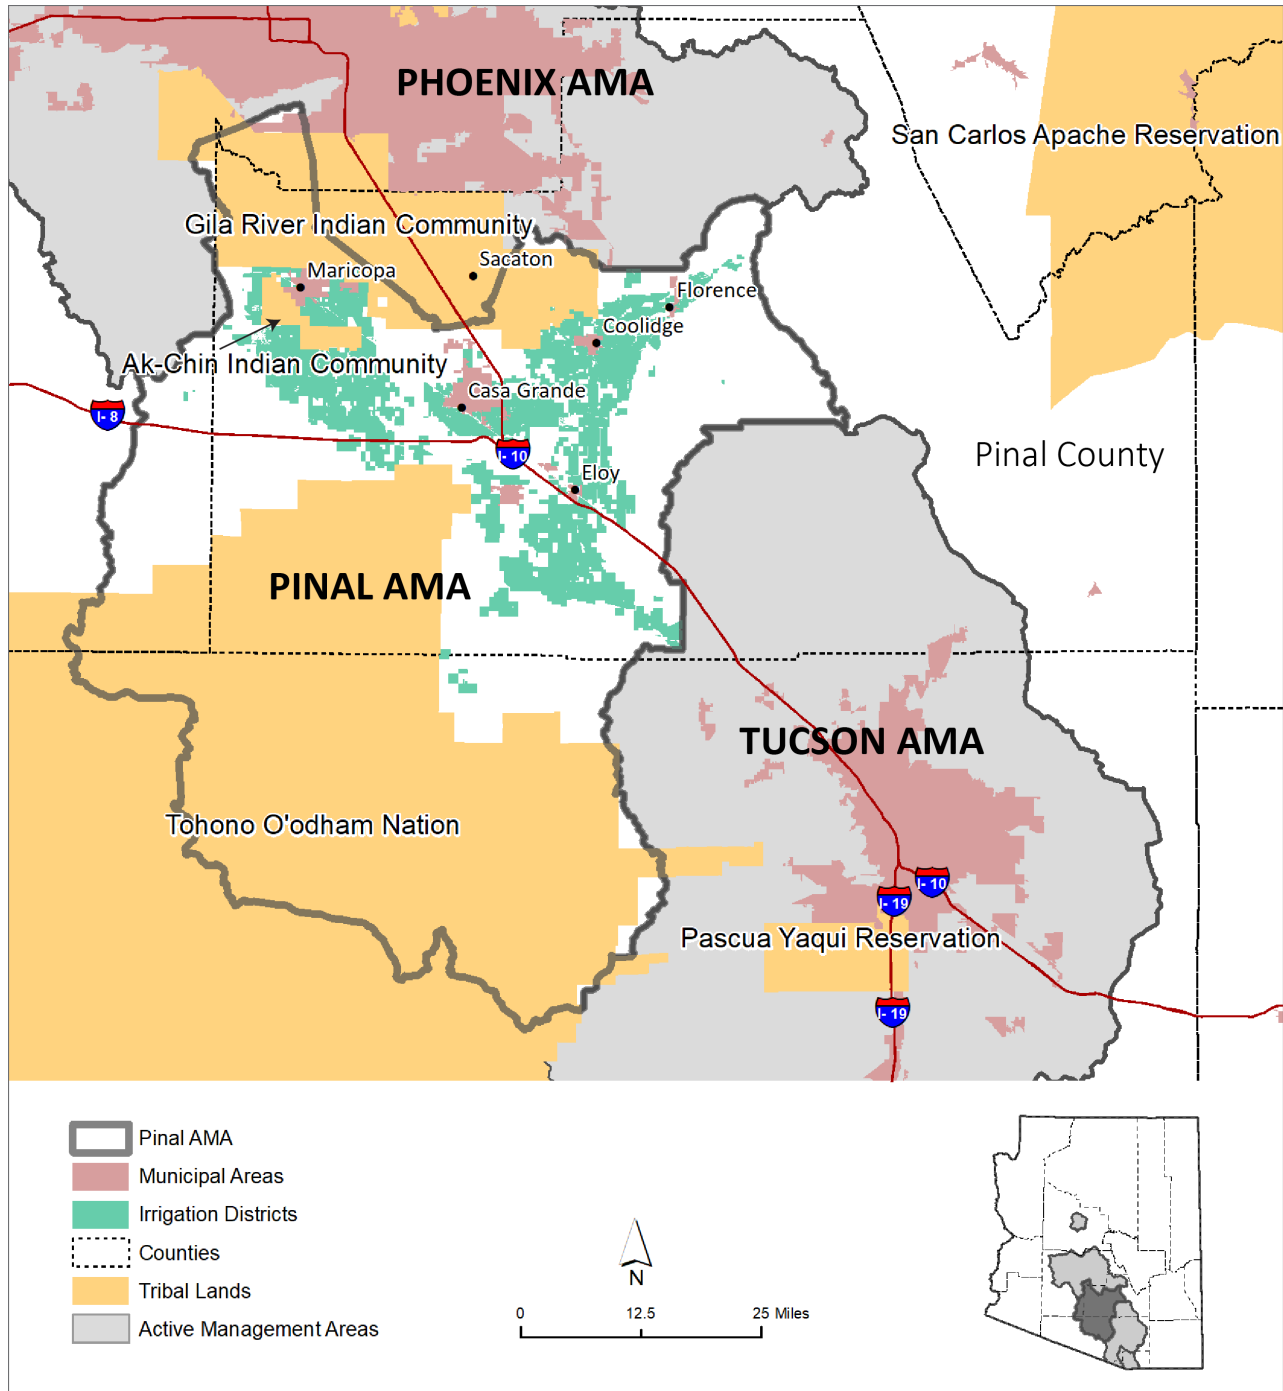 PHOENIX AMA
San Carlos Apache Reservation
Gila River Indian Community
Sacaton
Maricopa
Florence
Coolidge
Ak-Chin Indian Community
Casa Grande
I- 8
I- 10
Pinal County
Eloy
PINAL AMA
TUCSON AMA
Tohono O'odham Nation
I- 10
I- 19
Pascua Yaqui Reservation
I- 19
Pinal AMA
Municipal Areas
Irrigation Districts
Counties
Tribal Lands
Active Management Areas
N
0 12.5 25 Miles